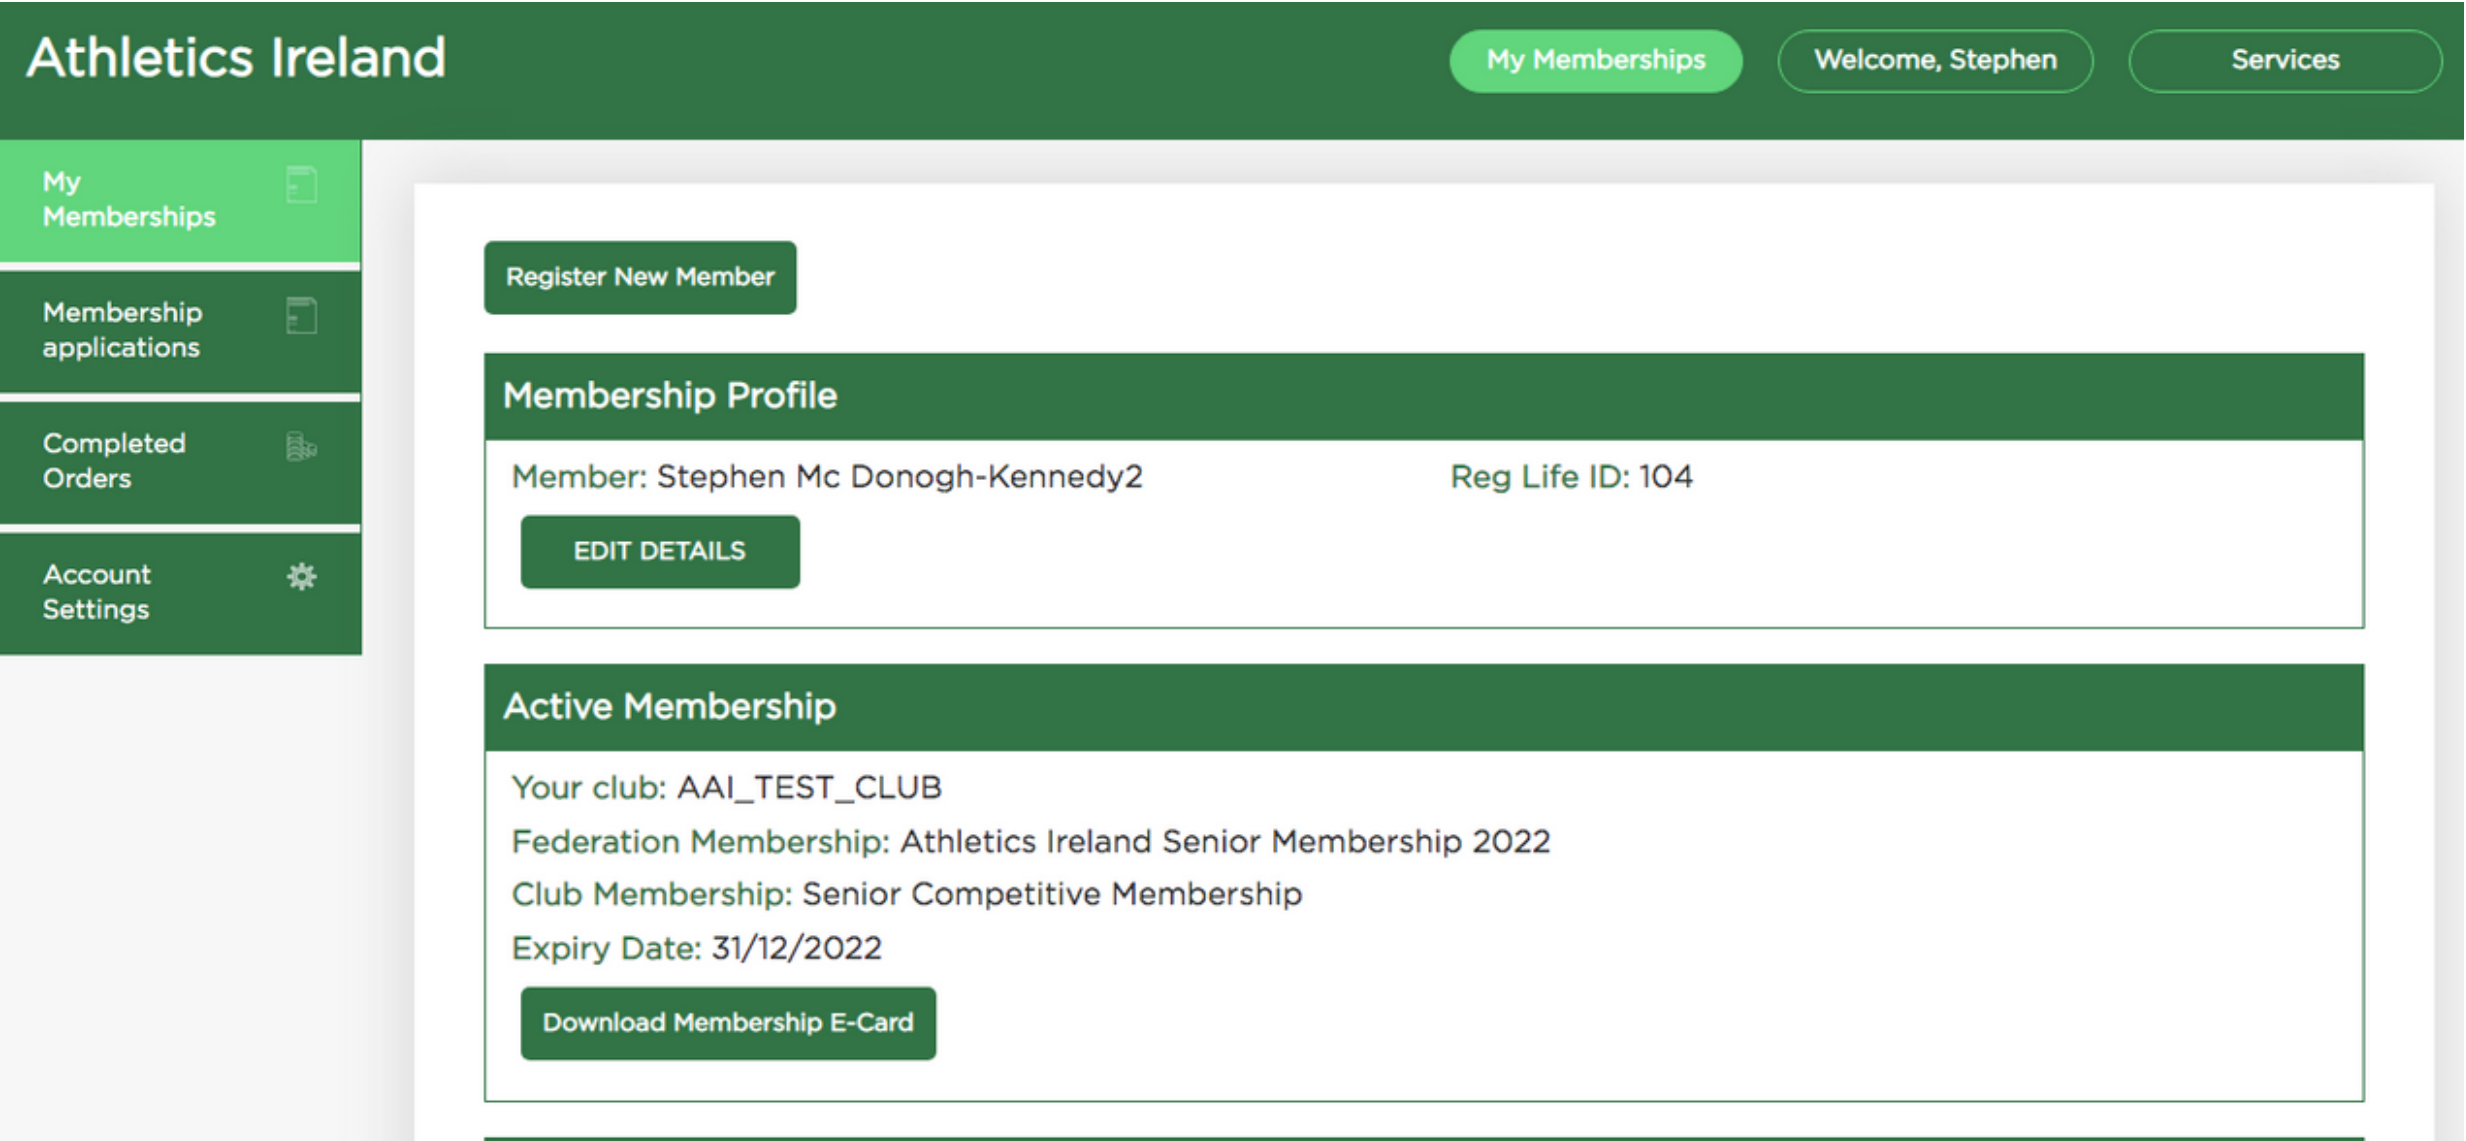 Athletics Ireland
My Memberships
Welcome, Stephen
Services
My
Memberships
Membership
applications
Completed
Orders
Account
Settings
Register New Member
Membership Profile
Member: Stephen Mc Donogh-Kennedy2
Reg Life ID: 104
EDIT DETAILS
Active Membership
Your club: AAI_TEST_CLUB
Federation Membership: Athletics Ireland Senior Membership 2022
Club Membership: Senior Competitive Membership
Expiry Date: 31/12/2022
Download Membership E-Card